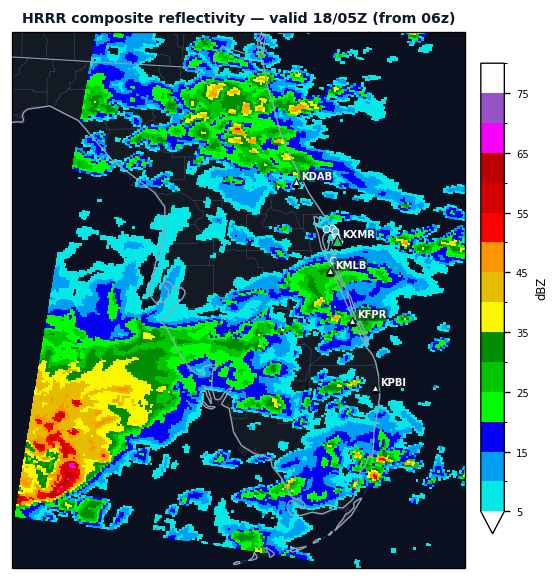 HRRR composite reflectivity — valid 18/05Z (from 06z)
KDAB
KXMR
KMLB
KFPR
KPBI
75
65
55
45
35
25
15
5
dBZ